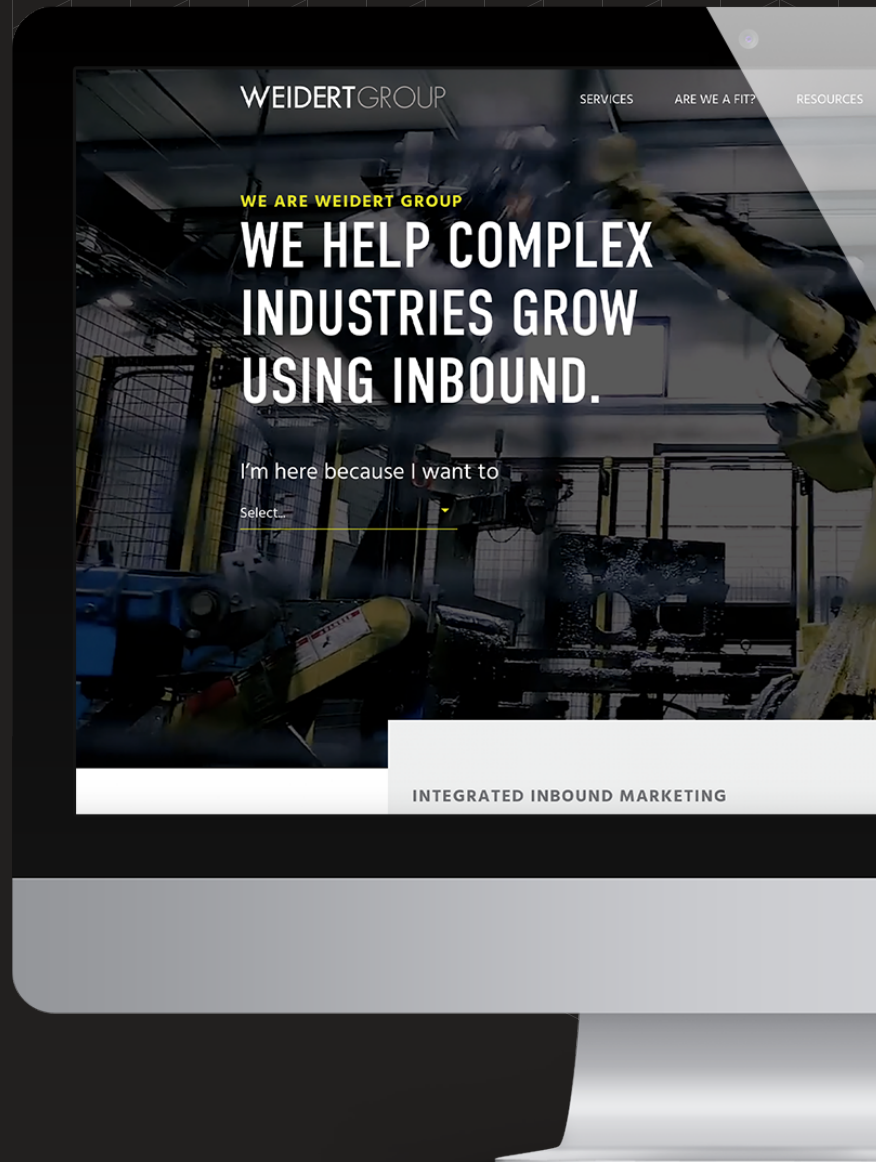 WEIDERTGROUP
SERVICES ARE WE A FIT? RESOURCES
WE ARE WEIDERT GROUP
WE HELP COMPLEX
INDUSTRIES GROW
USING INBOUND.
I'm here because I want to
Select...
INTEGRATED INBOUND MARKETING